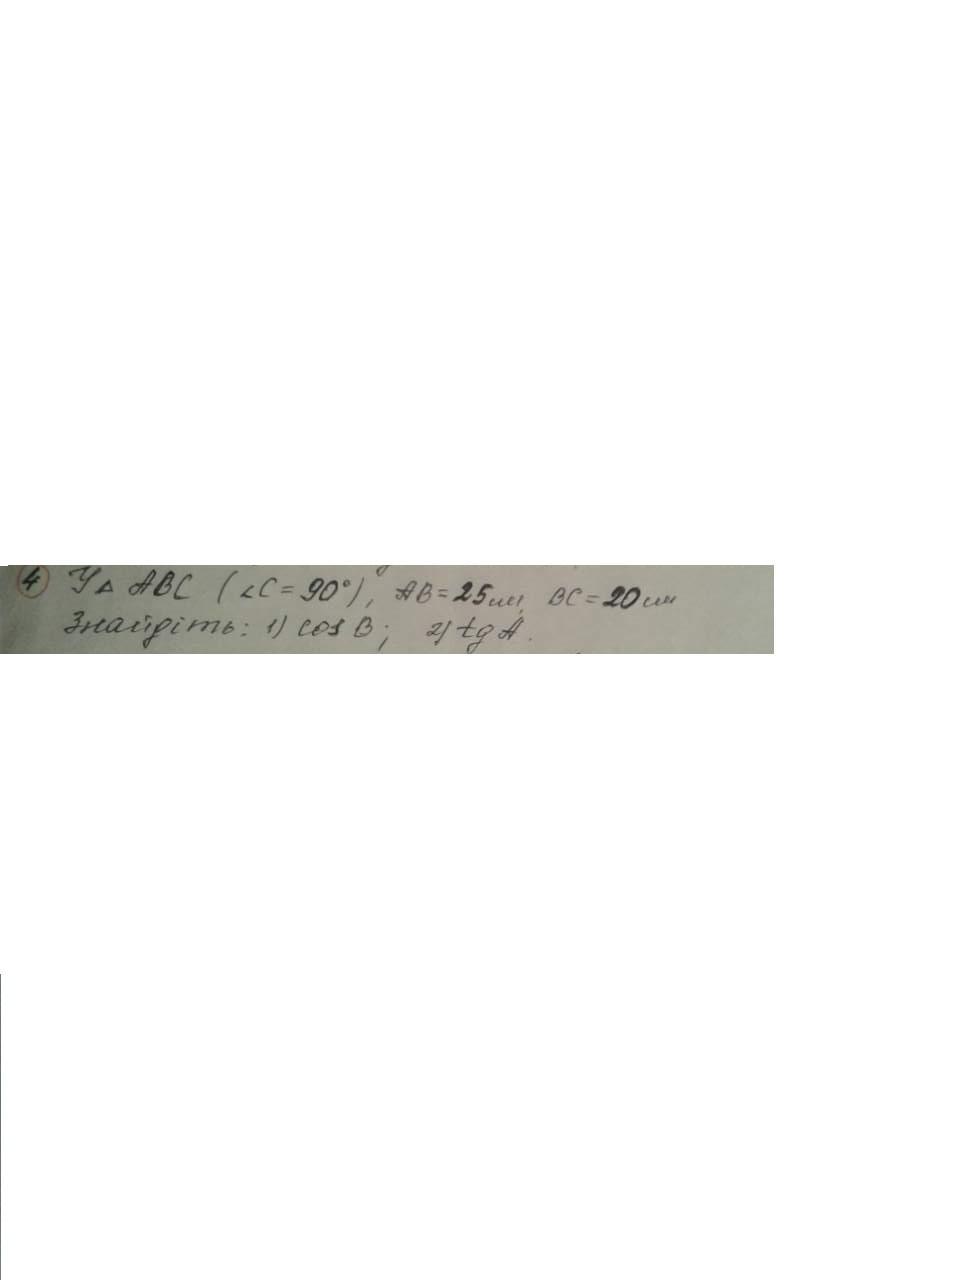 4 У △ ABC (∠C = 90°), AB = 25 см, BC = 20 см
Знайдіть: 1) cos B; 2) tg A.